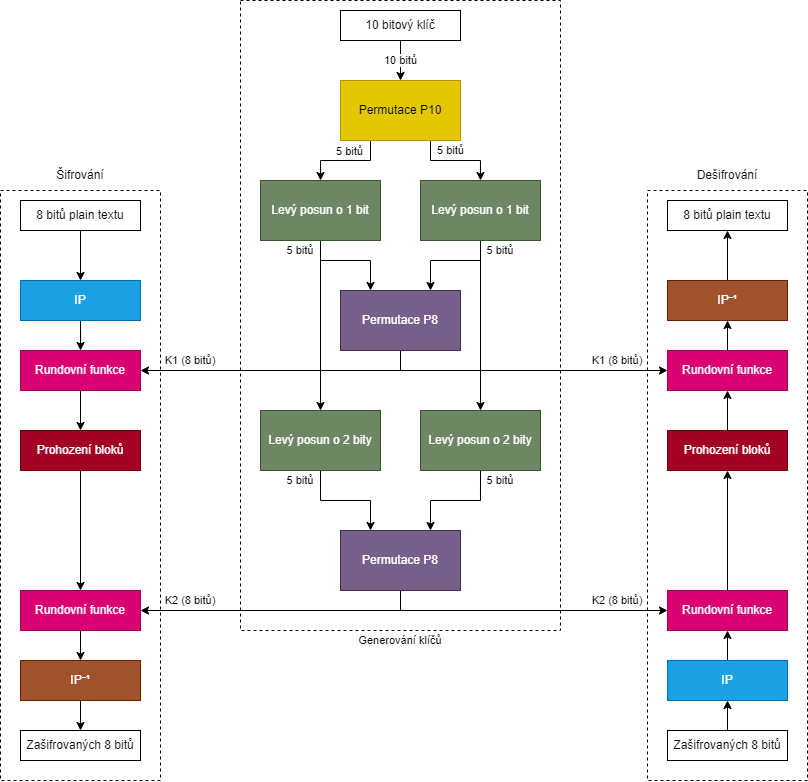 10 bitový klíč
10 bitů
Permutace P10
5 bitů
5 bitů
Šifrování
Dešifrování
8 bitů plain textu
Levý posun o 1 bit
Levý posun o 1 bit
8 bitů plain textu
5 bitů
5 bitů
IP
Permutace P8
IP⁻¹
K1 (8 bitů)
K1 (8 bitů)
Rundovní funkce
Rundovní funkce
Prohození bloků
Levý posun o 2 bity
Levý posun o 2 bity
Prohození bloků
5 bitů
5 bitů
Permutace P8
K2 (8 bitů)
K2 (8 bitů)
Rundovní funkce
Rundovní funkce
Generování klíčů
IP⁻¹
IP
Zašifrovaných 8 bitů
Zašifrovaných 8 bitů